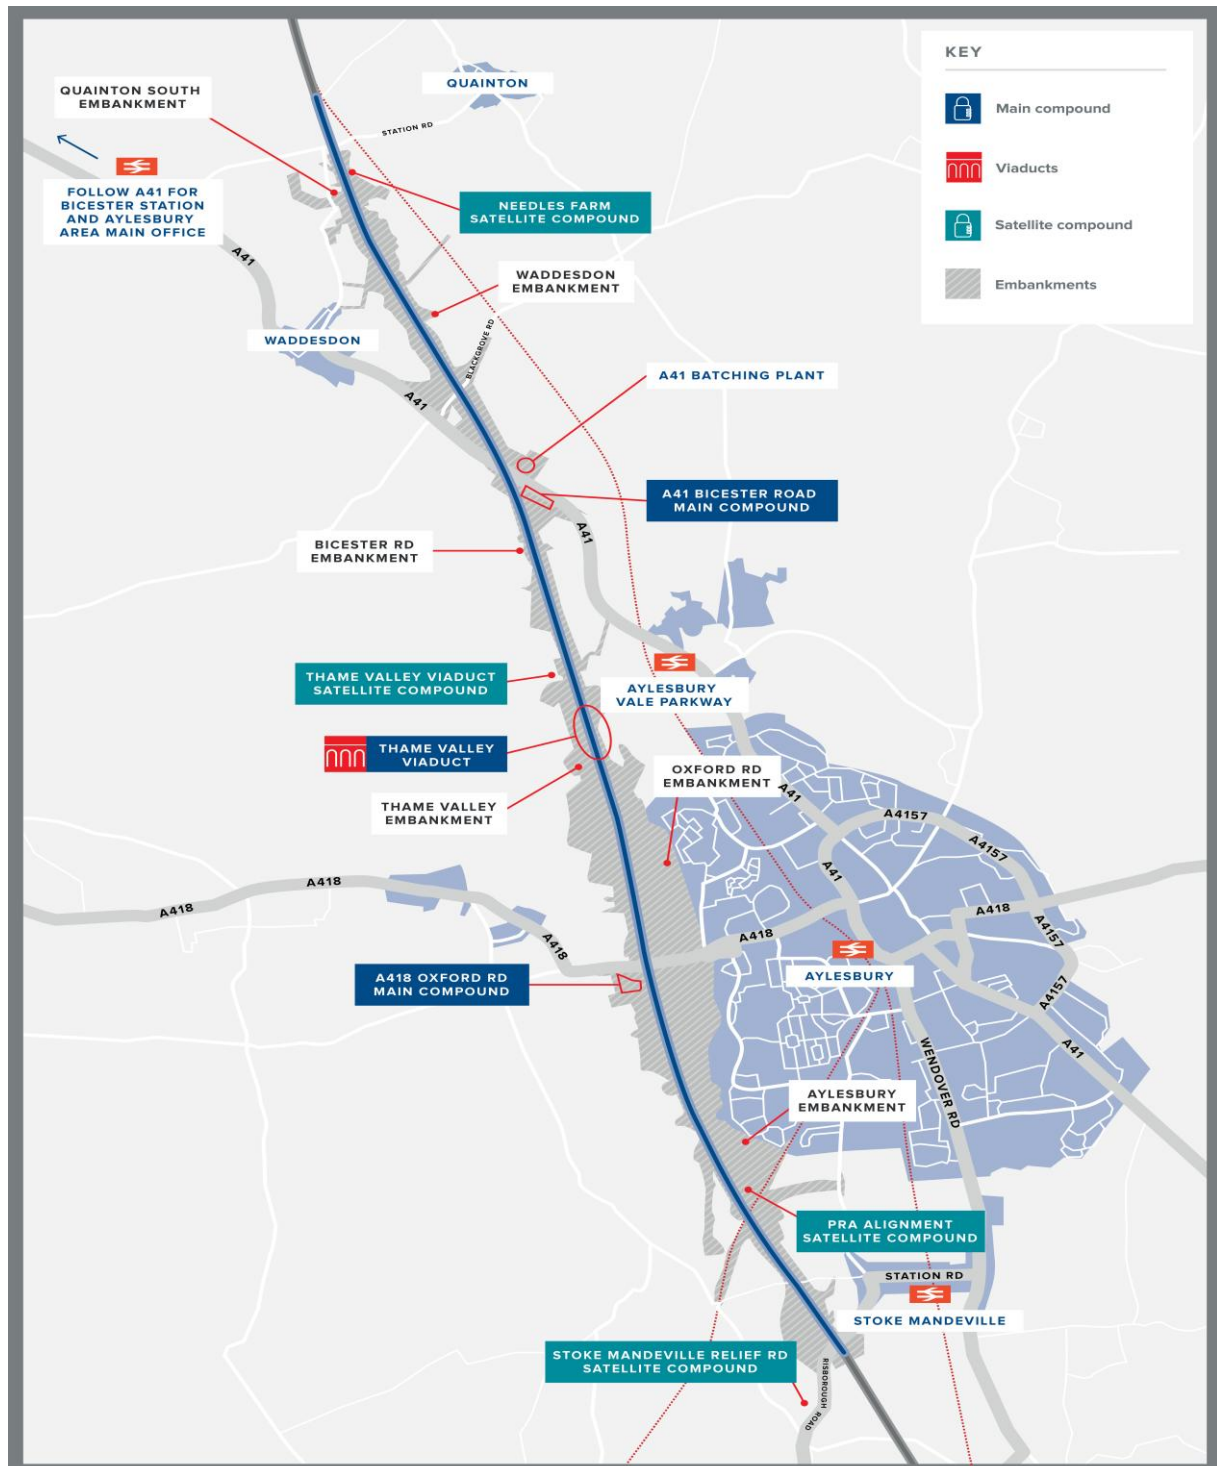 KEY
Main compound
Viaducts
Satellite compound
Embankments
QUAINTON SOUTH
EMBANKMENT
QUAINTON
STATION RD
FOLLOW A41 FOR
BICESTER STATION
AND AYLESBURY
AREA MAIN OFFICE
A41
NEEDLES FARM
SATELLITE COMPOUND
WADDESDON
EMBANKMENT
WADDESDON
BLACKGROVE RD
A41
A41 BATCHING PLANT
A41 BICESTER ROAD
MAIN COMPOUND
A41
BICESTER RD
EMBANKMENT
THAME VALLEY VIADUCT
SATELLITE COMPOUND
AYLESBURY
VALE PARKWAY
THAME VALLEY
VIADUCT
OXFORD RD
EMBANKMENT
A41
THAME VALLEY
EMBANKMENT
A4157
A4157
A41
A418
A418
A418
A418
A418
A4157
A4157
AYLESBURY
A418 OXFORD RD
MAIN COMPOUND
A41
WENDOVER RD
AYLESBURY
EMBANKMENT
PRA ALIGNMENT
SATELLITE COMPOUND
STATION RD
STOKE MANDEVILLE
STOKE MANDEVILLE RELIEF RD
SATELLITE COMPOUND
RISBOROUGH ROAD